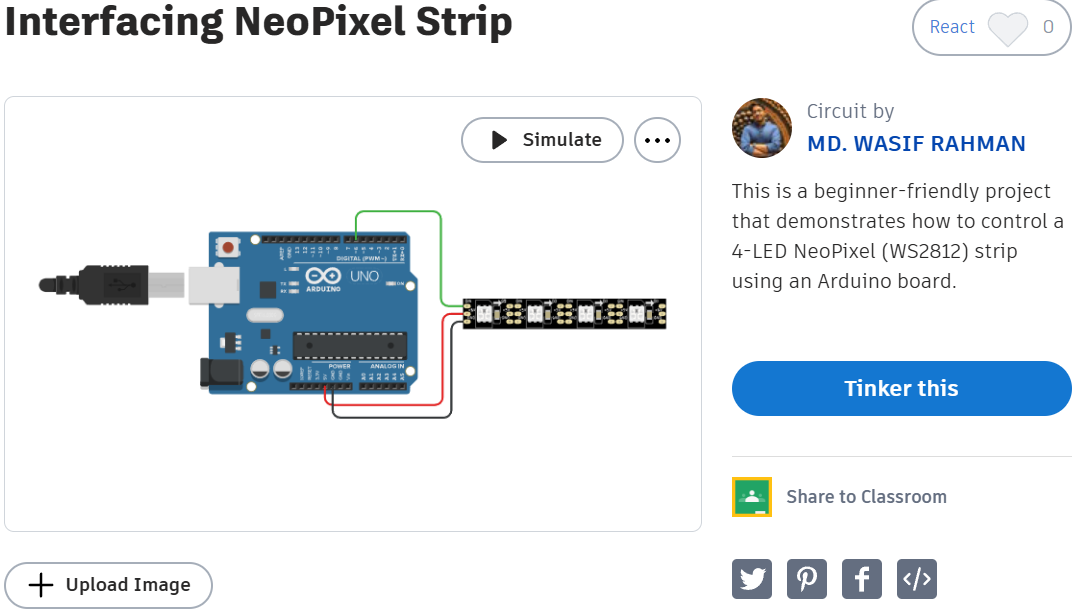 Interfacing NeoPixel Strip
React 0
Simulate
Circuit by
MD. WASIF RAHMAN
This is a beginner-friendly project
that demonstrates how to control a
4-LED NeoPixel (WS2812) strip
using an Arduino board.
DIGITAL (PWM~)
UNO
ARDUINO
ON
POWER
ANALOG IN
Tinker this
Share to Classroom
Upload Image